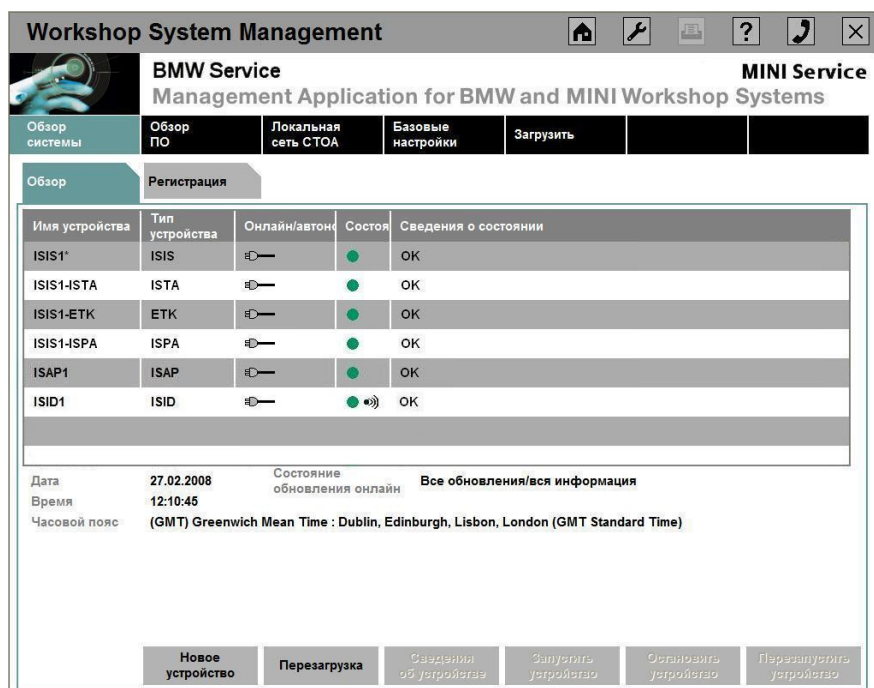 Workshop System Management
?
BMW Service
MINI Service
Management Application for BMW and MINI Workshop Systems
Обзор системы
Обзор ПО
Локальная сеть СТОА
Базовые настройки
Загрузить
Обзор
Регистрация
Имя устройства Тип устройства Онлайн/автоно Состоя Сведения о состоянии
ISIS1* ISIS OK
ISIS1-ISTA ISTA OK
ISIS1-ETK ETK OK
ISIS1-ISPA ISPA OK
ISAP1 ISAP OK
ISID1 ISID OK
Дата 27.02.2008 Состояние обновления онлайн Все обновления/вся информация
Время 12:10:45
Часовой пояс (GMT) Greenwich Mean Time : Dublin, Edinburgh, Lisbon, London (GMT Standard Time)
Новое устройство
Перезагрузка
Сведения об устройстве
Запустить устройство
Остановить устройство
Перезапустить устройство